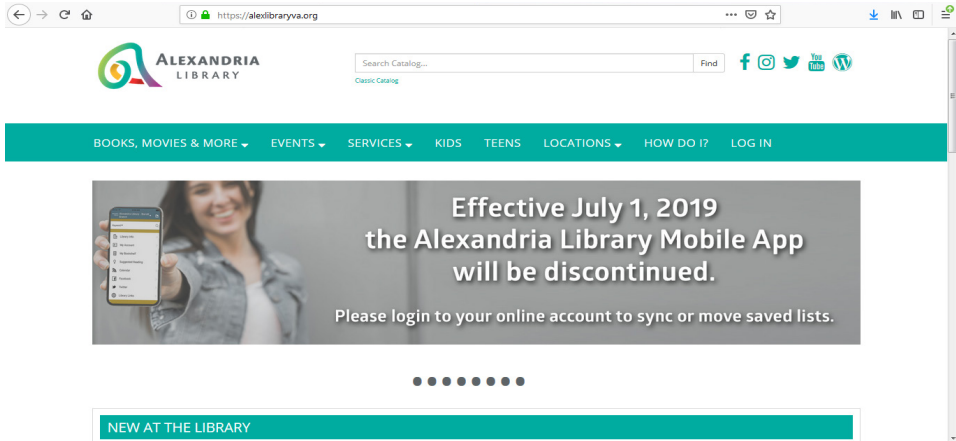 https://alexlibraryva.org
ALEXANDRIA
LIBRARY
Search Catalog...
Find
Classic Catalog
You
Tube
BOOKS, MOVIES & MORE
EVENTS
SERVICES
KIDS
TEENS
LOCATIONS
HOW DO I?
LOG IN
Effective July 1, 2019
the Alexandria Library Mobile App
will be discontinued.
Please login to your online account to sync or move saved lists.
NEW AT THE LIBRARY